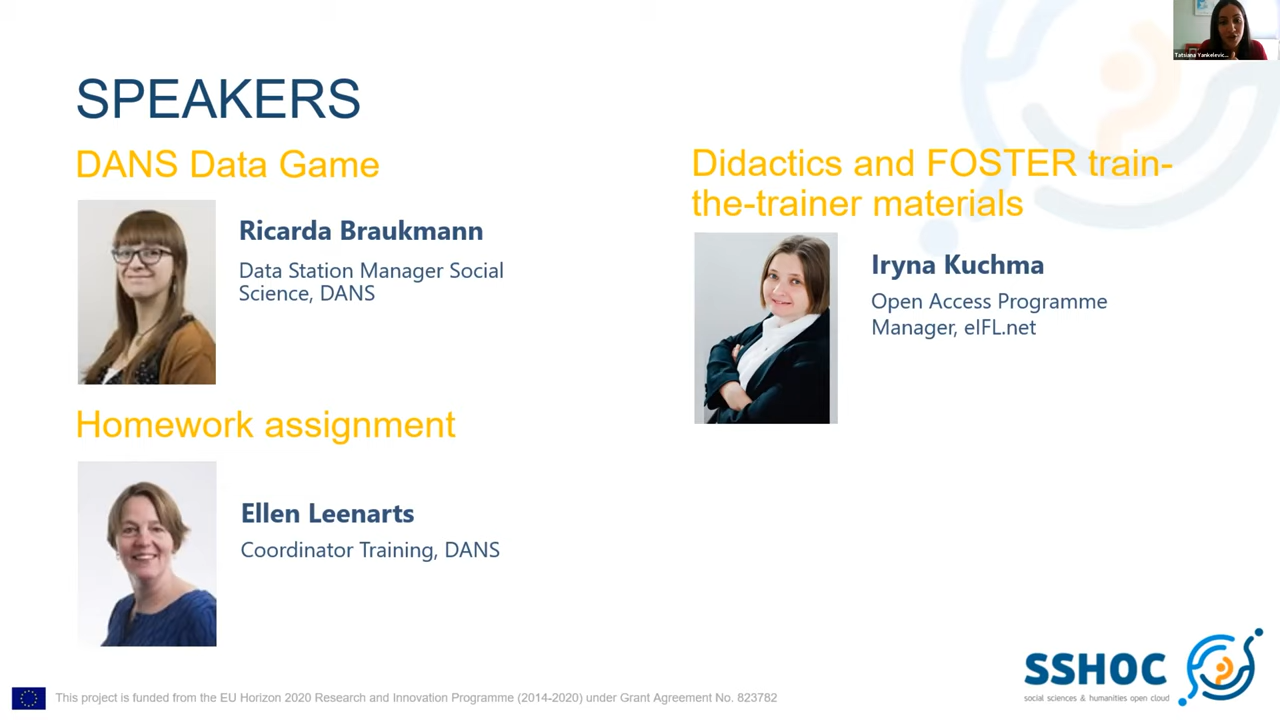 SPEAKERS
DANS Data Game
Ricarda Braukmann
Data Station Manager Social
Science, DANS
Homework assignment
Ellen Leenarts
Coordinator Training, DANS
Didactics and FOSTER train-
the-trainer materials
Iryna Kuchma
Open Access Programme
Manager, eIFL.net
Tatsiana Yankelevic...
SSHOC
social sciences & humanities open cloud
This project is funded from the EU Horizon 2020 Research and Innovation Programme (2014-2020) under Grant Agreement No. 823782